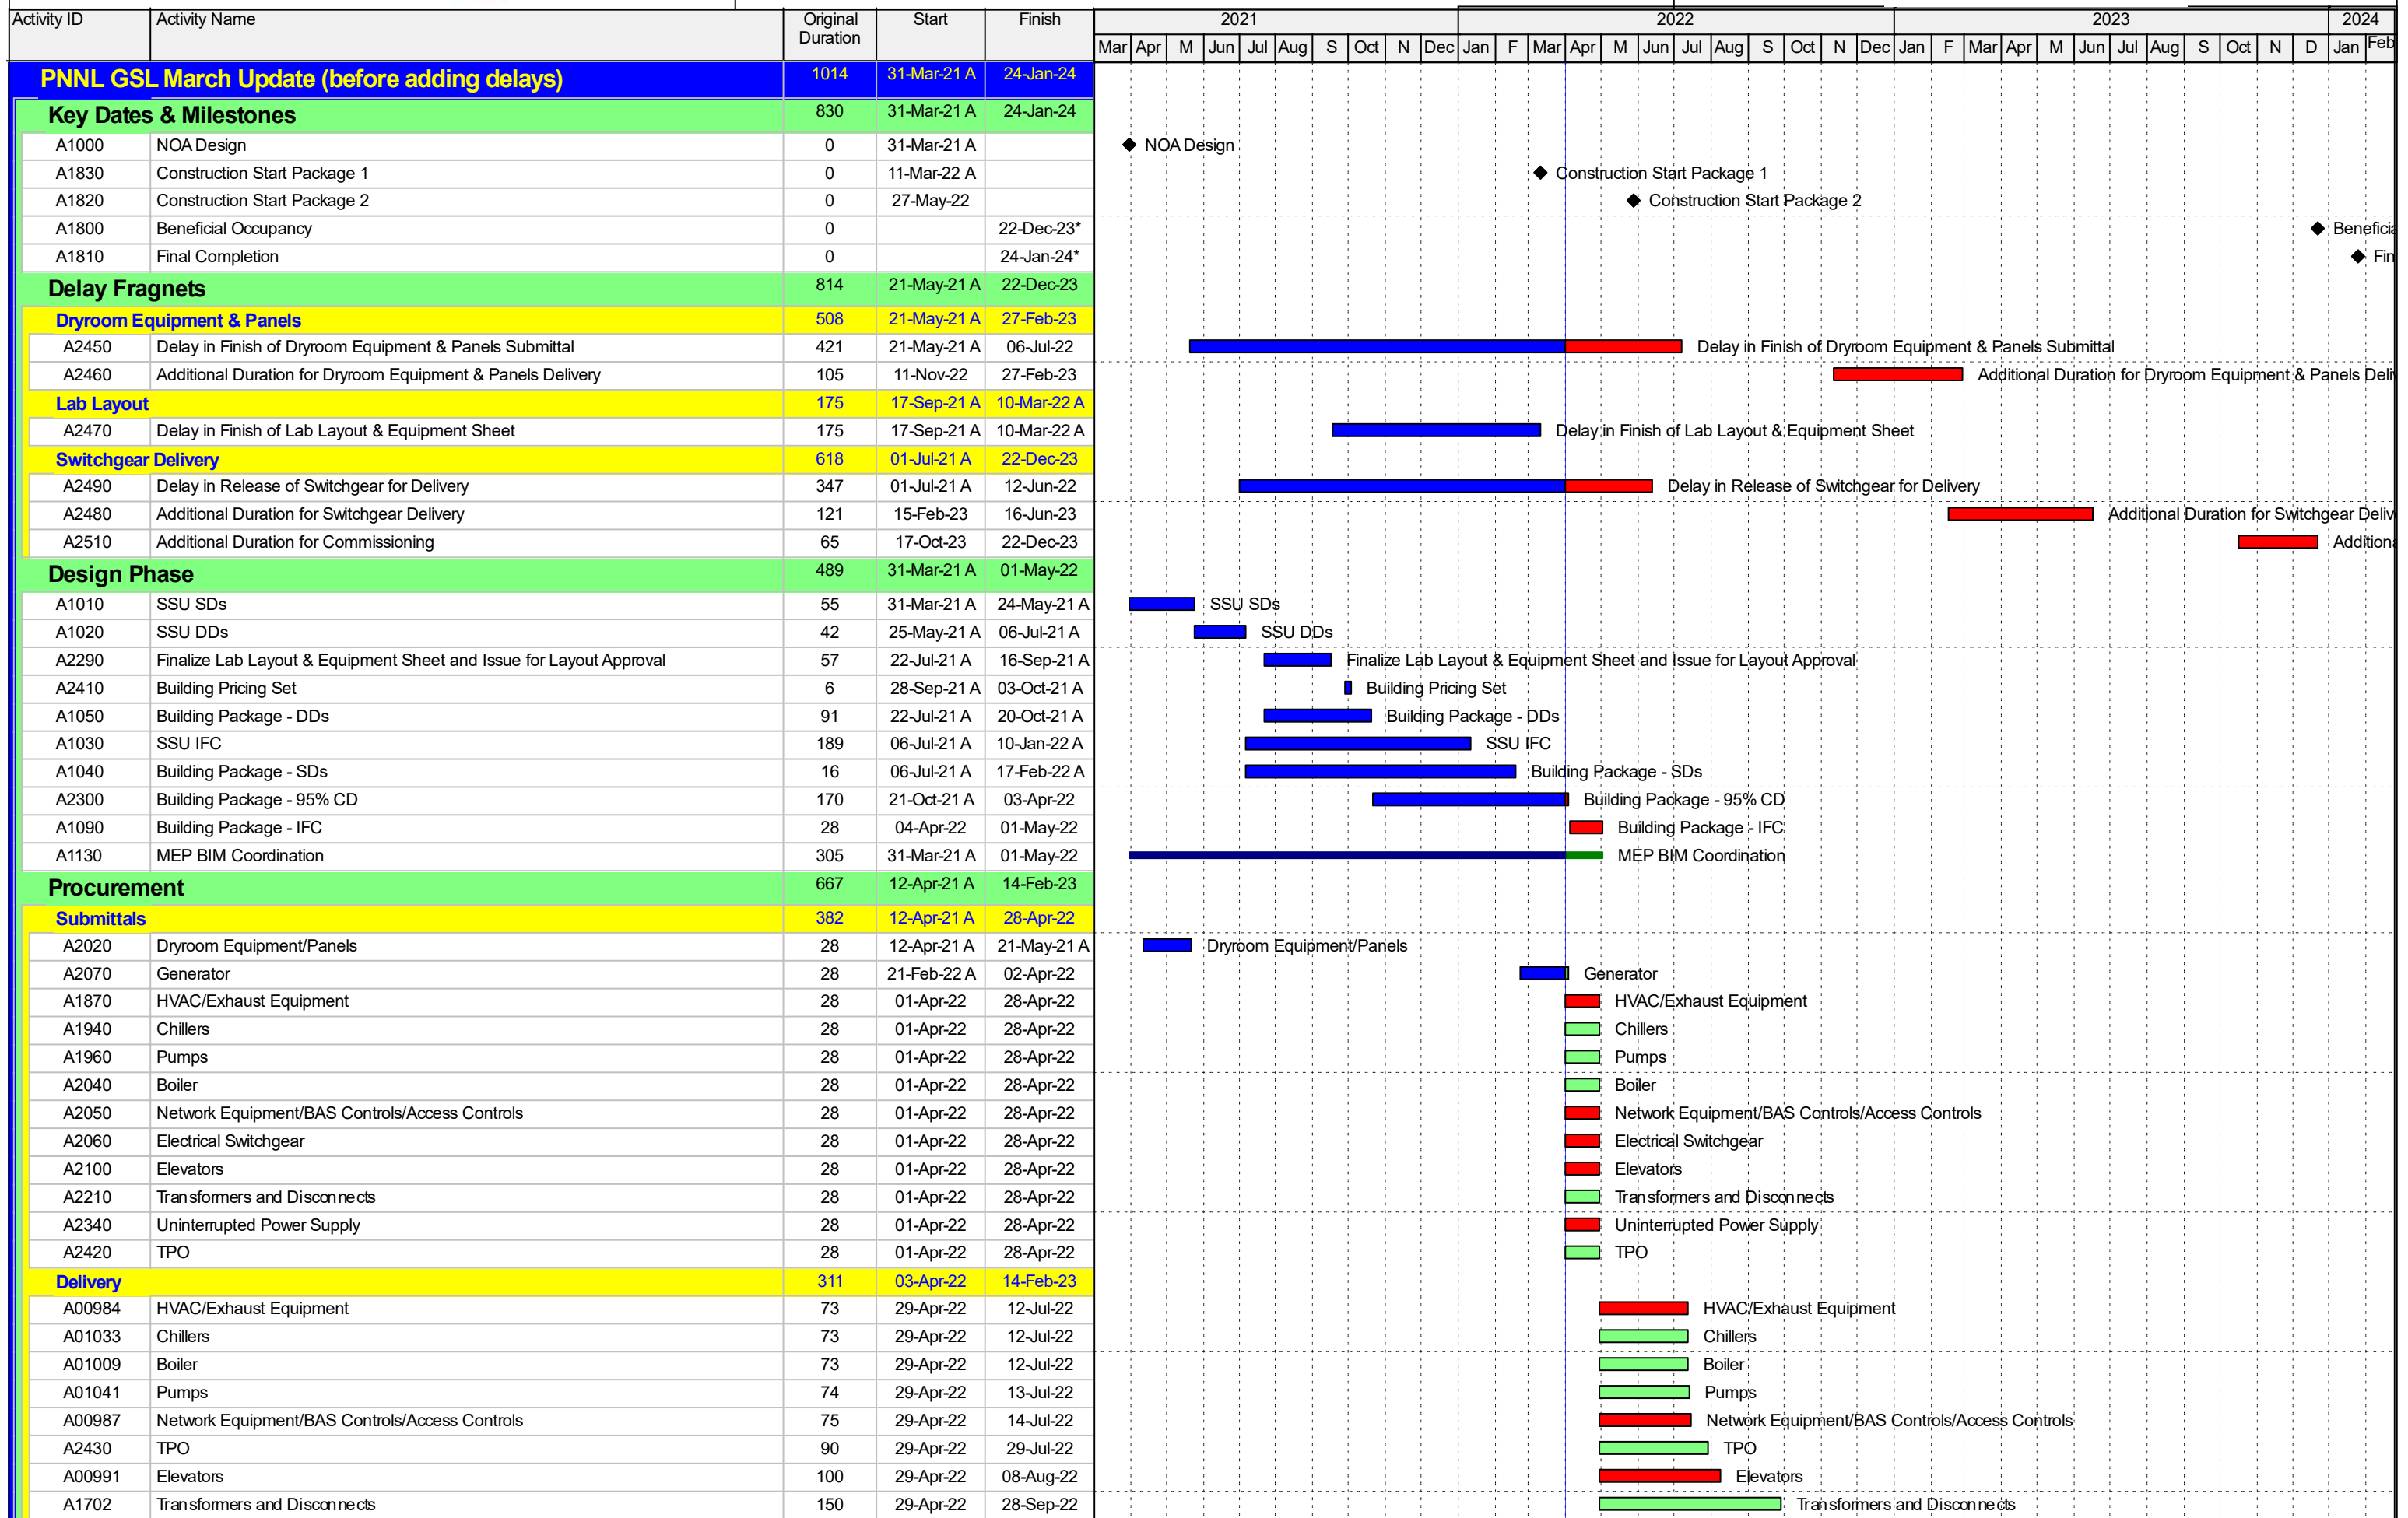 Activity ID Activity Name Original Duration Start Finish 2021 2022 2023 2024
Mar Apr M Jun Jul Aug S Oct N Dec Jan F Mar Apr M Jun Jul Aug S Oct N Dec Jan F Mar Apr M Jun Jul Aug S Oct N D Jan Feb
PNNL GSL March Update (before adding delays) 1014 31-Mar-21 A 24-Jan-24
Key Dates & Milestones 830 31-Mar-21 A 24-Jan-24
A1000 NOA Design 0 31-Mar-21 A NOA Design
A1830 Construction Start Package 1 0 11-Mar-22 A Construction Start Package 1
A1820 Construction Start Package 2 0 27-May-22 Construction Start Package 2
A1800 Beneficial Occupancy 0 22-Dec-23* Beneficia
A1810 Final Completion 0 24-Jan-24* Fin
Delay Fragnets 814 21-May-21 A 22-Dec-23
Dryroom Equipment & Panels 508 21-May-21 A 27-Feb-23
A2450 Delay in Finish of Dryroom Equipment & Panels Submittal 421 21-May-21 A 06-Jul-22 Delay in Finish of Dryroom Equipment & Panels Submittal
A2460 Additional Duration for Dryroom Equipment & Panels Delivery 105 11-Nov-22 27-Feb-23 Additional Duration for Dryroom Equipment & Panels Deli
Lab Layout 175 17-Sep-21 A 10-Mar-22 A
A2470 Delay in Finish of Lab Layout & Equipment Sheet 175 17-Sep-21 A 10-Mar-22 A Delay in Finish of Lab Layout & Equipment Sheet
Switchgear Delivery 618 01-Jul-21 A 22-Dec-23
A2490 Delay in Release of Switchgear for Delivery 347 01-Jul-21 A 12-Jun-22 Delay in Release of Switchgear for Delivery
A2480 Additional Duration for Switchgear Delivery 121 15-Feb-23 16-Jun-23 Additional Duration for Switchgear Deliv
A2510 Additional Duration for Commissioning 65 17-Oct-23 22-Dec-23 Additiona
Design Phase 489 31-Mar-21 A 01-May-22
A1010 SSU SDs 55 31-Mar-21 A 24-May-21 A SSU SDs
A1020 SSU DDs 42 25-May-21 A 06-Jul-21 A SSU DDs
A2290 Finalize Lab Layout & Equipment Sheet and Issue for Layout Approval 57 22-Jul-21 A 16-Sep-21 A Finalize Lab Layout & Equipment Sheet and Issue for Layout Approval
A2410 Building Pricing Set 6 28-Sep-21 A 03-Oct-21 A Building Pricing Set
A1050 Building Package - DDs 91 22-Jul-21 A 20-Oct-21 A Building Package - DDs
A1030 SSU IFC 189 06-Jul-21 A 10-Jan-22 A SSU IFC
A1040 Building Package - SDs 16 06-Jul-21 A 17-Feb-22 A Building Package - SDs
A2300 Building Package - 95% CD 170 21-Oct-21 A 03-Apr-22 Building Package - 95% CD
A1090 Building Package - IFC 28 04-Apr-22 01-May-22 Building Package - IFC
A1130 MEP BIM Coordination 305 31-Mar-21 A 01-May-22 MEP BIM Coordination
Procurement 667 12-Apr-21 A 14-Feb-23
Submittals 382 12-Apr-21 A 28-Apr-22
A2020 Dryroom Equipment/Panels 28 12-Apr-21 A 21-May-21 A Dryroom Equipment/Panels
A2070 Generator 28 21-Feb-22 A 02-Apr-22 Generator
A1870 HVAC/Exhaust Equipment 28 01-Apr-22 28-Apr-22 HVAC/Exhaust Equipment
A1940 Chillers 28 01-Apr-22 28-Apr-22 Chillers
A1960 Pumps 28 01-Apr-22 28-Apr-22 Pumps
A2040 Boiler 28 01-Apr-22 28-Apr-22 Boiler
A2050 Network Equipment/BAS Controls/Access Controls 28 01-Apr-22 28-Apr-22 Network Equipment/BAS Controls/Access Controls
A2060 Electrical Switchgear 28 01-Apr-22 28-Apr-22 Electrical Switchgear
A2100 Elevators 28 01-Apr-22 28-Apr-22 Elevators
A2210 Transformers and Disconnects 28 01-Apr-22 28-Apr-22 Transformers and Disconnects
A2340 Uninterrupted Power Supply 28 01-Apr-22 28-Apr-22 Uninterrupted Power Supply
A2420 TPO 28 01-Apr-22 28-Apr-22 TPO
Delivery 311 03-Apr-22 14-Feb-23
A00984 HVAC/Exhaust Equipment 73 29-Apr-22 12-Jul-22 HVAC/Exhaust Equipment
A01033 Chillers 73 29-Apr-22 12-Jul-22 Chillers
A01009 Boiler 73 29-Apr-22 12-Jul-22 Boiler
A01041 Pumps 74 29-Apr-22 13-Jul-22 Pumps
A00987 Network Equipment/BAS Controls/Access Controls 75 29-Apr-22 14-Jul-22 Network Equipment/BAS Controls/Access Controls
A2430 TPO 90 29-Apr-22 29-Jul-22 TPO
A00991 Elevators 100 29-Apr-22 08-Aug-22 Elevators
A1702 Transformers and Disconnects 150 29-Apr-22 28-Sep-22 Transformers and Disconnects